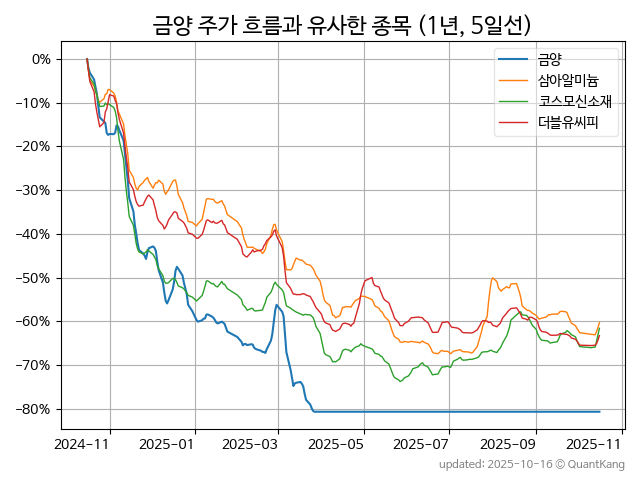 금양 주가 흐름과 유사한 종목 (1년, 5일선)
금양
삼아알미늄
코스모신소재
더블유씨피
0%
−10%
−20%
−30%
−40%
−50%
−60%
−70%
−80%
2024-11 2025-01 2025-03 2025-05 2025-07 2025-09 2025-11
updated: 2025-10-16 © QuantKang